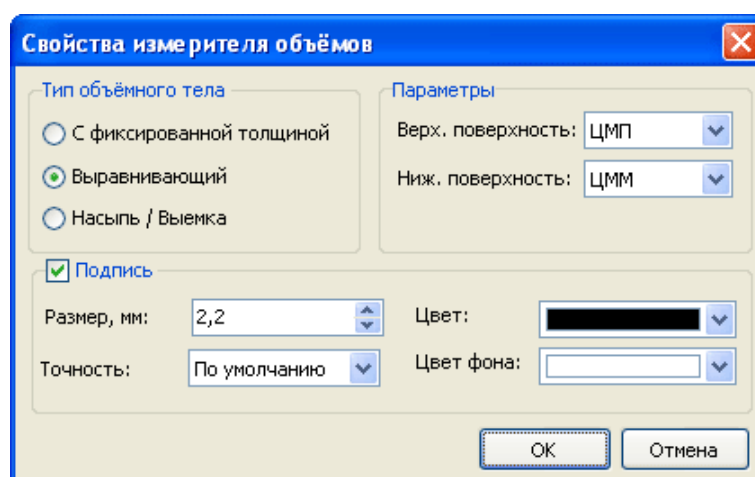 Свойства измерителя объёмов
Тип объёмного тела
С фиксированной толщиной
Выравнивающий
Насыпь / Выемка
Параметры
Верх. поверхность: ЦМП
Ниж. поверхность: ЦММ
Подпись
Размер, мм: 2,2
Цвет:
Точность: По умолчанию
Цвет фона:
ОК
Отмена